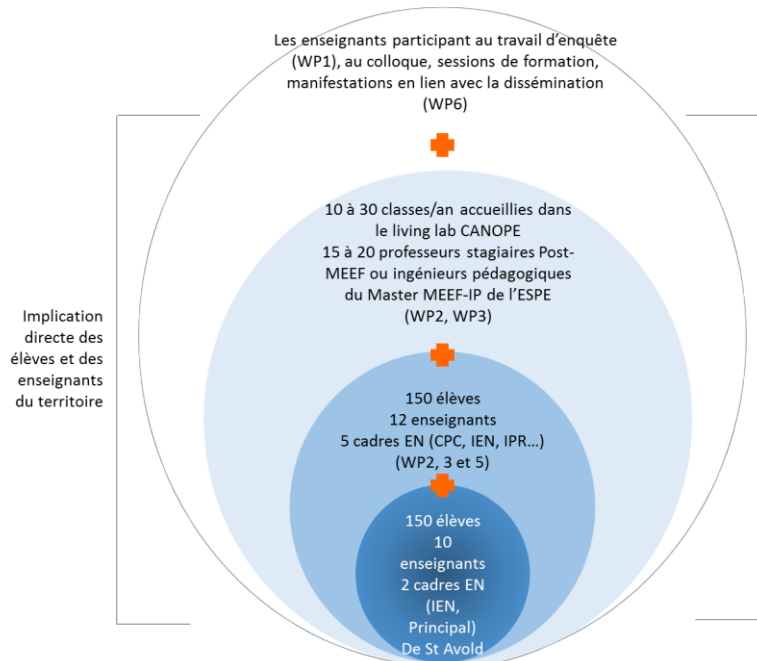 Les enseignants participant au travail d'enquête
(WP1), au colloque, sessions de formation,
manifestations en lien avec la dissémination
(WP6)
10 à 30 classes/an accueillies dans
le living lab CANOPE
15 à 20 professeurs stagiaires Post-
MEEF ou ingénieurs pédagogiques
du Master MEEF-IP de l'ESPE
(WP2, WP3)
Implication
directe des
élèves et des
enseignants
du territoire
150 élèves
12 enseignants
5 cadres EN (CPC, IEN, IPR…)
(WP2, 3 et 5)
150 élèves
10
enseignants
2 cadres EN
(IEN,
Principal)
De St Avold